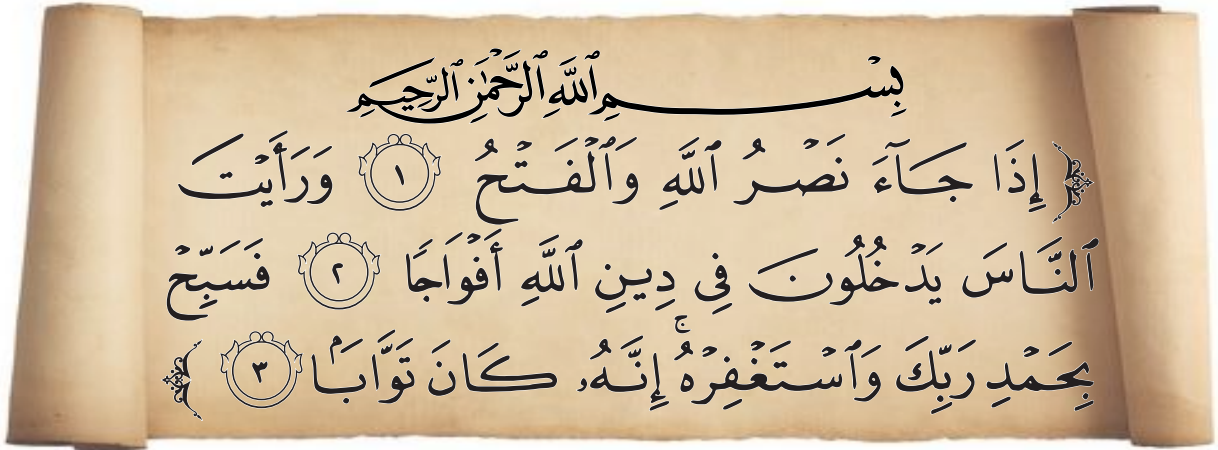 بِسْمِ ٱللَّهِ ٱلرَّحْمَٰنِ ٱلرَّحِيمِ
﴿ إِذَا جَآءَ نَصْرُ ٱللَّهِ وَٱلْفَتْحُ ١ وَرَأَيْتَ
ٱلنَّاسَ يَدْخُلُونَ فِي دِينِ ٱللَّهِ أَفْوَاجًا ٢ فَسَبِّحْ
بِحَمْدِ رَبِّكَ وَٱسْتَغْفِرْهُۚ إِنَّهُۥ كَانَ تَوَّابَۢا ٣ ﴾